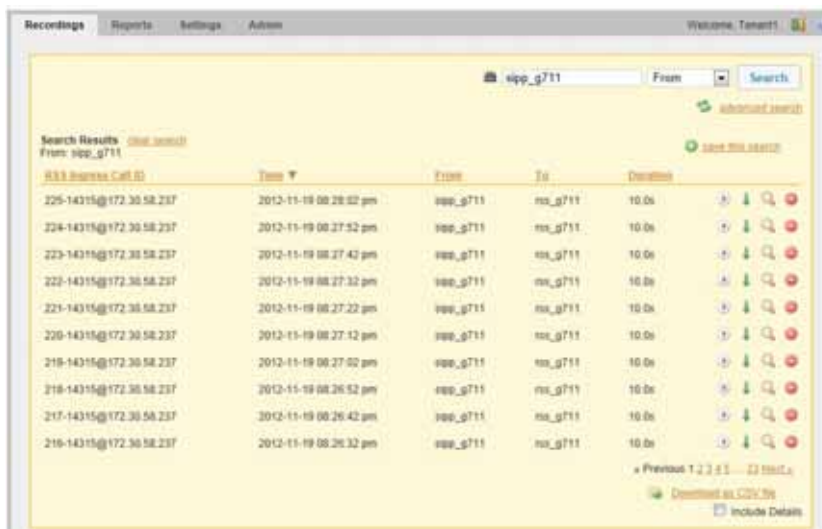 Recordings Reports Settings Admin Welcome, Tenant1
sipp_g711 From Search
advanced search
Search Results clear search
From: sipp_g711
save this search
RSS Ingress Call ID Time ▼ From To Duration
225-14315@172.30.58.237 2012-11-19 08:28:02 pm sipp_g711 rss_g711 10.0s
224-14315@172.30.58.237 2012-11-19 08:27:52 pm sipp_g711 rss_g711 10.0s
223-14315@172.30.58.237 2012-11-19 08:27:42 pm sipp_g711 rss_g711 10.0s
222-14315@172.30.58.237 2012-11-19 08:27:32 pm sipp_g711 rss_g711 10.0s
221-14315@172.30.58.237 2012-11-19 08:27:22 pm sipp_g711 rss_g711 10.0s
220-14315@172.30.58.237 2012-11-19 08:27:12 pm sipp_g711 rss_g711 10.0s
219-14315@172.30.58.237 2012-11-19 08:27:02 pm sipp_g711 rss_g711 10.0s
218-14315@172.30.58.237 2012-11-19 08:26:52 pm sipp_g711 rss_g711 10.0s
217-14315@172.30.58.237 2012-11-19 08:26:42 pm sipp_g711 rss_g711 10.0s
216-14315@172.30.58.237 2012-11-19 08:26:32 pm sipp_g711 rss_g711 10.0s
« Previous 1 2 3 4 5 ... Next »
Download as CSV file
Include Details